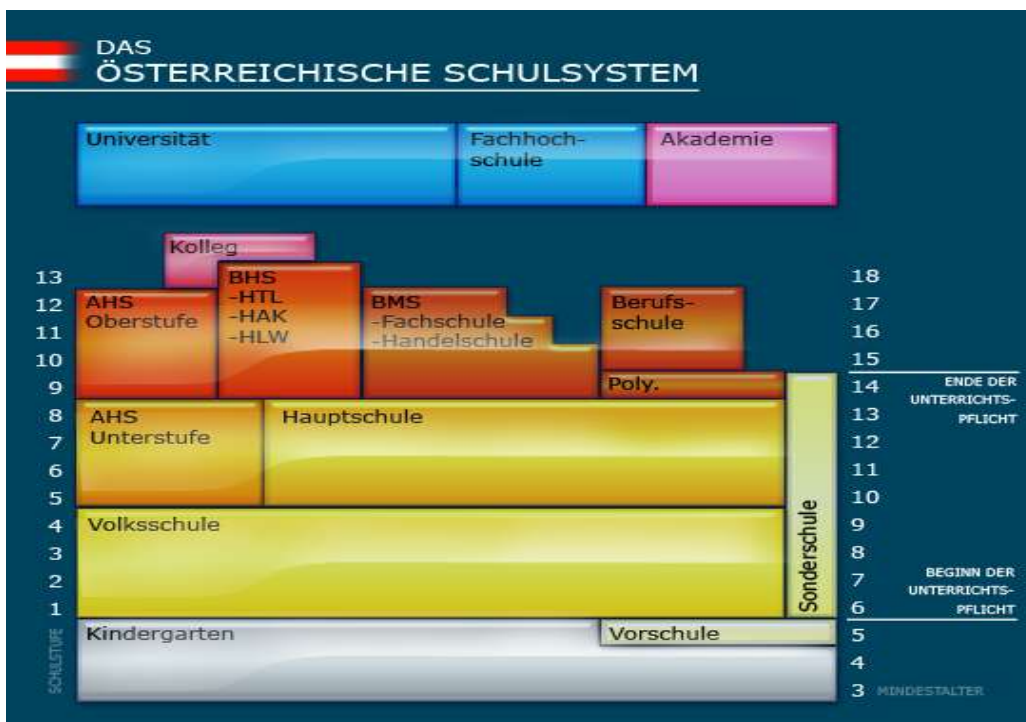 DAS
ÖSTERREICHISCHE SCHULSYSTEM
Universität
Fachhoch-
schule
Akademie
Kolleg
13
12
11
10
9
8
7
6
5
4
3
2
1
SCHULSTUFE
AHS
Oberstufe
BHS
-HTL
-HAK
-HLW
BMS
-Fachschule
-Handelschule
Berufs-
schule
Poly.
AHS
Unterstufe
Hauptschule
Volksschule
Sonderschule
Kindergarten
Vorschule
18
17
16
15
14
13
12
11
10
9
8
7
6
5
4
3
ENDE DER
UNTERRICHTS-
PFLICHT
BEGINN DER
UNTERRICHTS-
PFLICHT
MINDESTALTER